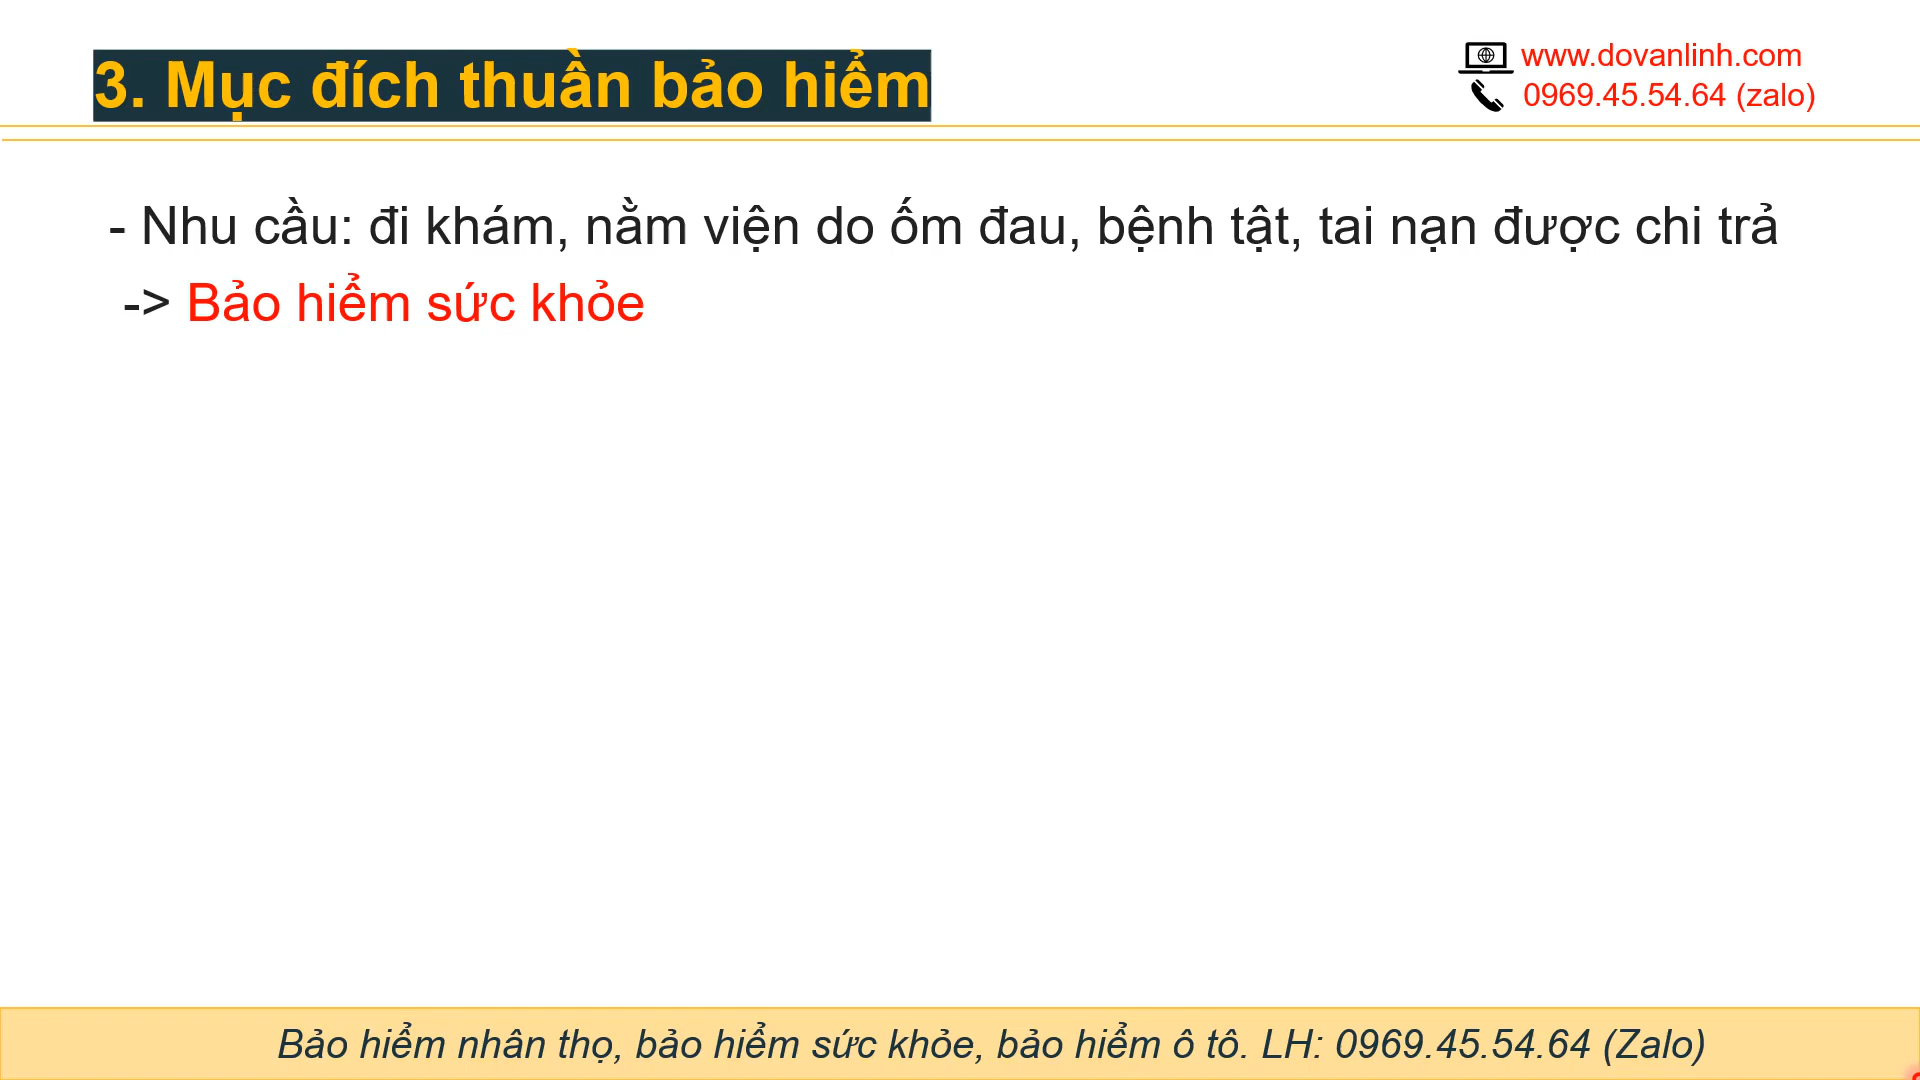 3. Mục đích thuần bảo hiểm
www.dovanlinh.com
0969.45.54.64 (zalo)
- Nhu cầu: đi khám, nằm viện do ốm đau, bệnh tật, tai nạn được chi trả
-> Bảo hiểm sức khỏe
Bảo hiểm nhân thọ, bảo hiểm sức khỏe, bảo hiểm ô tô. LH: 0969.45.54.64 (Zalo)